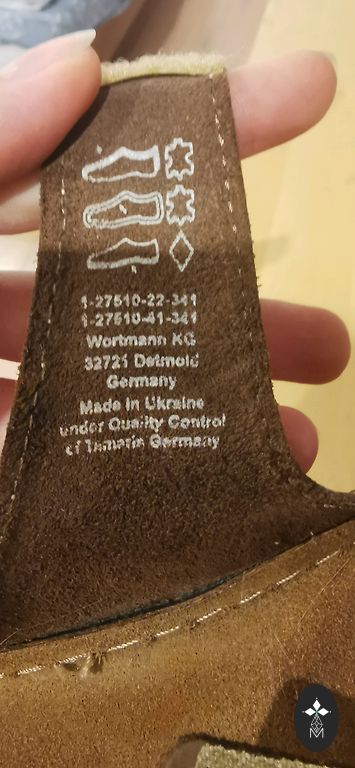 1-27510-22-341
1-27510-41-341
Wortmann KG
32721 Detmold
Germany
Made in Ukraine
under Quality Control
of Tamaris Germany
M